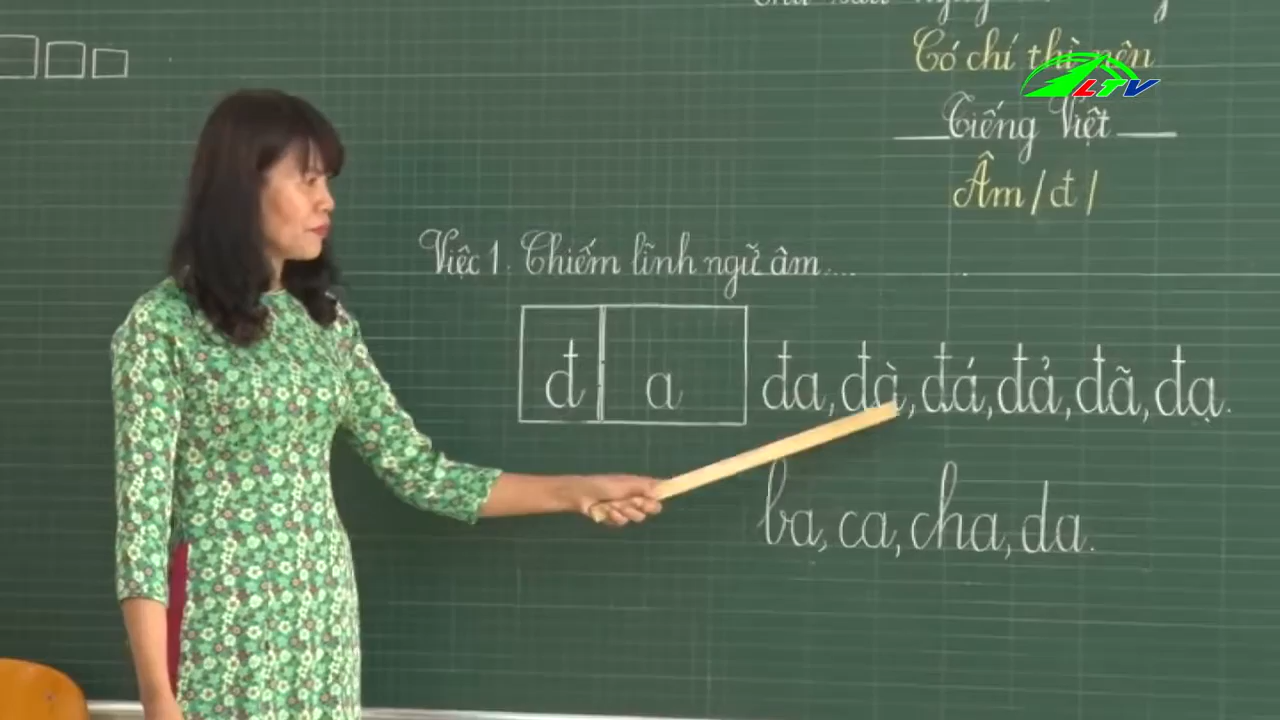 Có chí thì nên
LTV
Tiếng Việt
Âm /đ/
Việc 1. Chiếm lĩnh ngữ âm....
đ a đa, đà, đá, đả, đã, đạ.
ba, ca, cha, da.